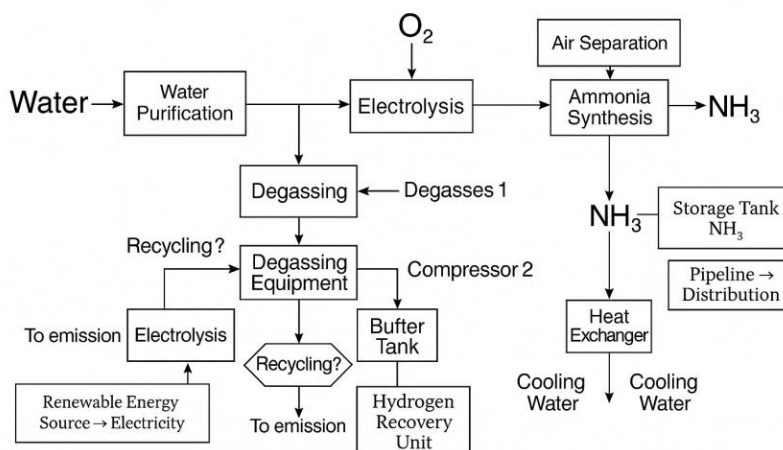 O2
Air Separation
Water
Water
Purification
Electrolysis
Ammonia
Synthesis
NH3
Degassing
Degasses 1
NH3
Storage Tank
NH3
Recycling?
Degassing
Equipment
Compressor 2
Pipeline →
Distribution
To emission
Electrolysis
Bufter
Tank
Heat
Exchanger
Recycling?
Renewable Energy
Source → Electricity
To emission
Hydrogen
Recovery
Unit
Cooling
Water
Cooling
Water